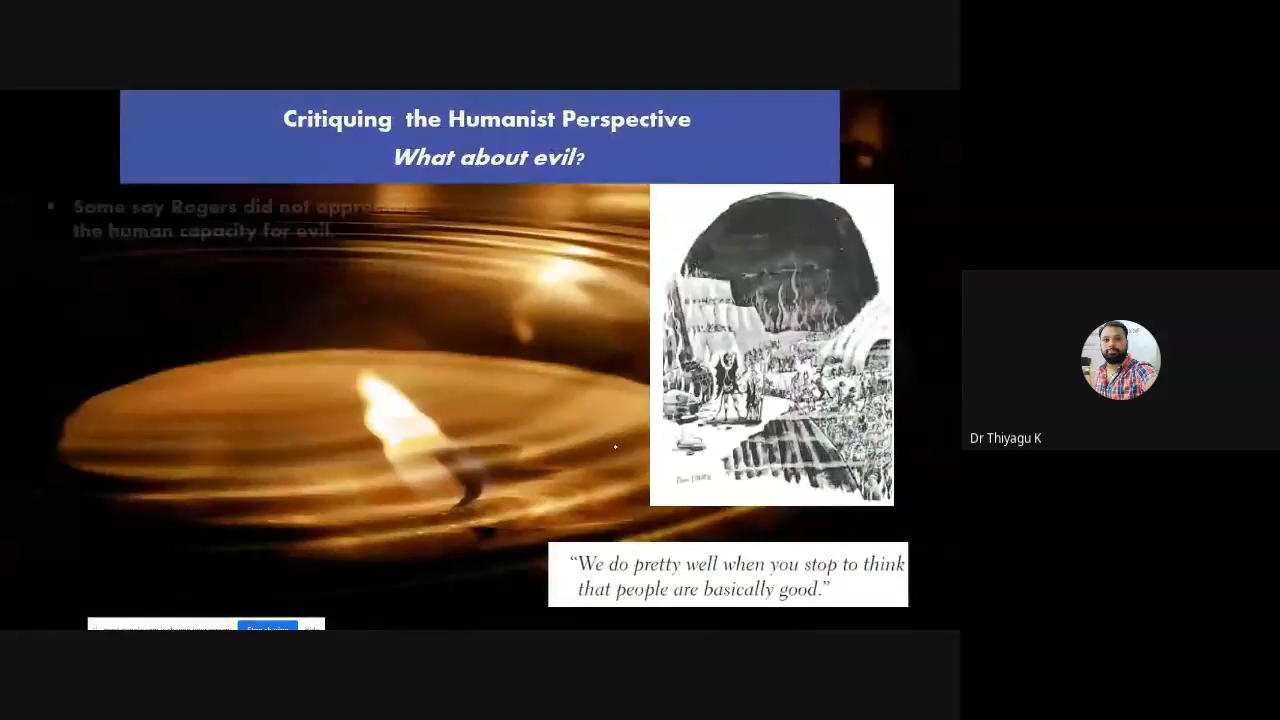 Critiquing the Humanist Perspective
What about evil?
▪ Some say Rogers did not
the human capacity for evil.
“We do pretty well when you stop to think
that people are basically good.”
Dr Thiyagu K